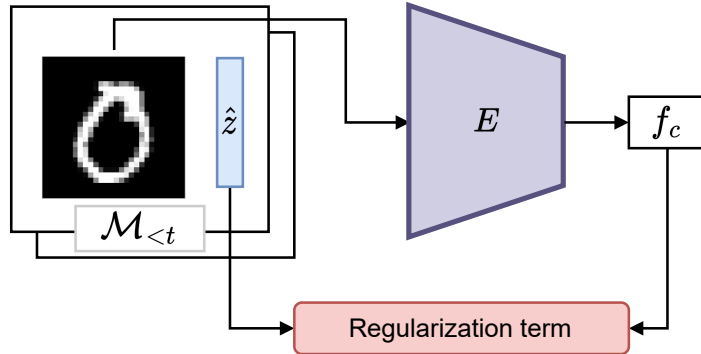 ẑ
E
f_c
ℳ_{<t}
Regularization term